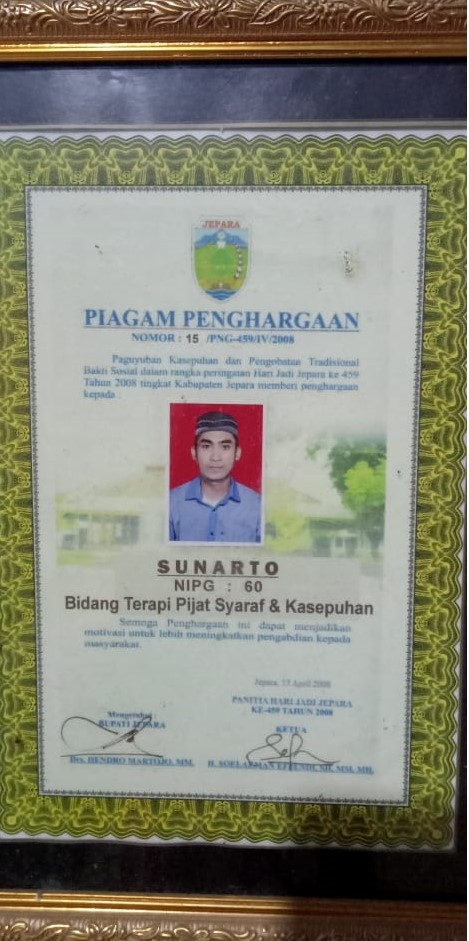 JEPARA
PIAGAM PENGHARGAAN
NOMOR : 15 /PNG-459/IV/2008
Paguyuban Kasepuhan dan Pengobatan Tradisional
Bakti Sosial dalam rangka peringatan Hari Jadi Jepara ke 459
Tahun 2008 tingkat Kabupaten Jepara memberi penghargaan
kepada :
SUNARTO
NIPG : 60
Bidang Terapi Pijat Syaraf & Kasepuhan
Semoga Penghargaan ini dapat menjadikan
motivasi untuk lebih meningkatkan pengabdian kepada
masyarakat.
Jepara, April 2008
PANITIA HARI JADI JEPARA
KE-459 TAHUN 2008
Mengetahui :
BUPATI JEPARA
KETUA
Drs. HENDRO MARTOJO, MM.
H. SH, MM, MH.